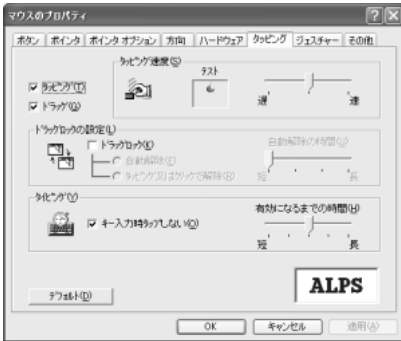 マウスのプロパティ
ボタン ポインタ ポインタ オプション 方向 ハードウェア タッピング ジェスチャー その他
タッピング速度(S)
テスト
タッピング(T)
ドラッグ(G)
遅 速
ドラッグロックの設定(L)
ドラッグロック(K)
自動解除の時間(U)
自動解除(E)
タッピング又はクリックで解除(R)
短 長
タイピング(Y)
有効になるまでの時間(H)
キー入力時タップしない(O)
短 長
ALPS
デフォルト(D)
OK キャンセル 適用(A)